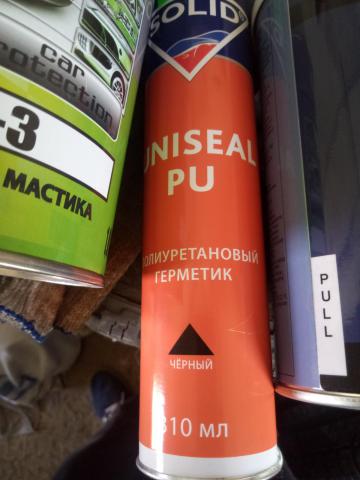 SOLID
UNISEAL
PU
ПОЛИУРЕТАНОВЫЙ
ГЕРМЕТИК
ЧЁРНЫЙ
310 мл
car
protection
-3
МАСТИКА
PULL